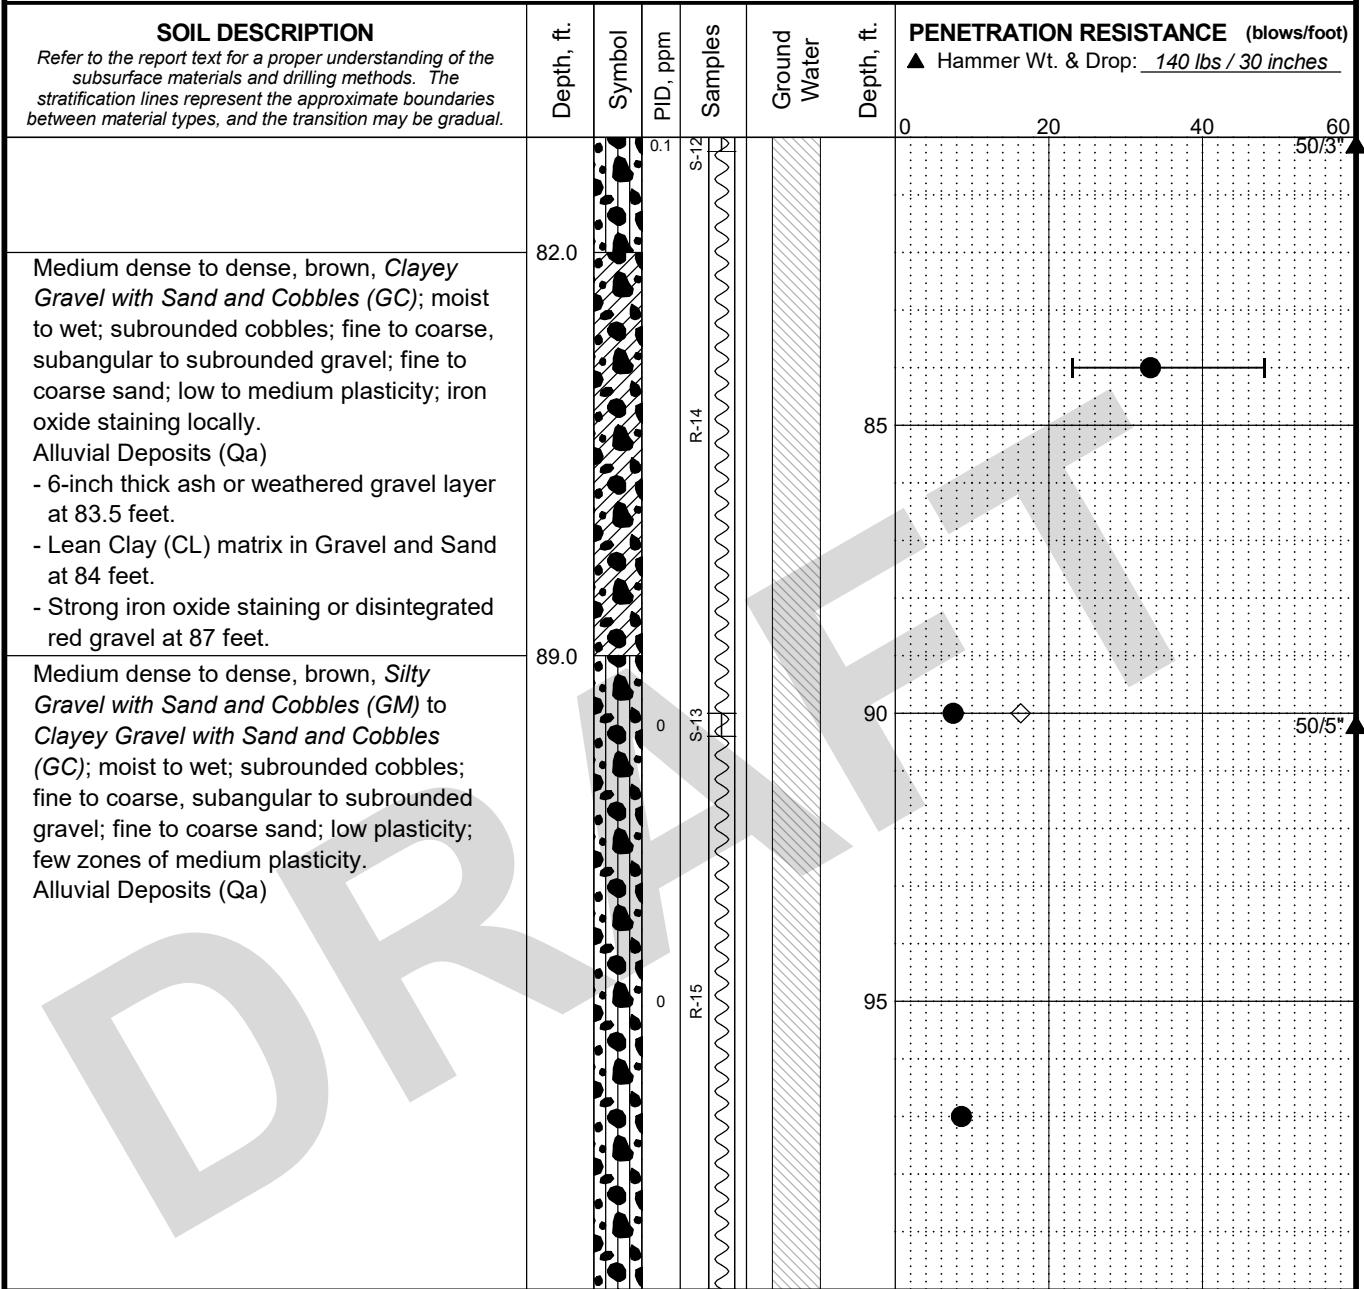 SOIL DESCRIPTION
Refer to the report text for a proper understanding of the
subsurface materials and drilling methods. The
stratification lines represent the approximate boundaries
between material types, and the transition may be gradual.
Depth, ft.
Symbol
PID, ppm
Samples
Ground
Water
Depth, ft.
PENETRATION RESISTANCE (blows/foot)
▲ Hammer Wt. & Drop: 140 lbs / 30 inches
0 20 40 60
0.1
S-12
50/3"
82.0
Medium dense to dense, brown, Clayey
Gravel with Sand and Cobbles (GC); moist
to wet; subrounded cobbles; fine to coarse,
subangular to subrounded gravel; fine to
coarse sand; low to medium plasticity; iron
oxide staining locally.
Alluvial Deposits (Qa)
- 6-inch thick ash or weathered gravel layer
at 83.5 feet.
- Lean Clay (CL) matrix in Gravel and Sand
at 84 feet.
- Strong iron oxide staining or disintegrated
red gravel at 87 feet.
R-14
85
89.0
Medium dense to dense, brown, Silty
Gravel with Sand and Cobbles (GM) to
Clayey Gravel with Sand and Cobbles
(GC); moist to wet; subrounded cobbles;
fine to coarse, subangular to subrounded
gravel; fine to coarse sand; low plasticity;
few zones of medium plasticity.
Alluvial Deposits (Qa)
0
S-13
90
50/5"
0
R-15
95
DRAFT